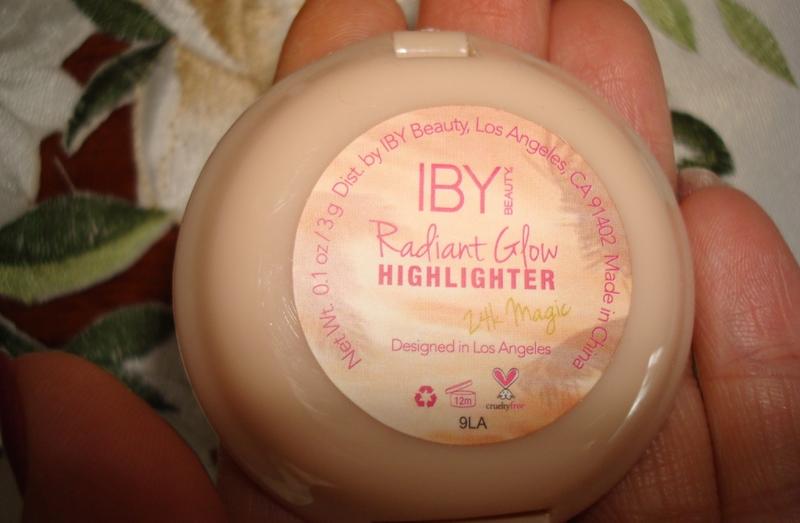 Net Wt. 0.1 oz / 3 g Dist. by IBY Beauty, Los Angeles, CA 91402 Made in China
IBY BEAUTY.
Radiant Glow
HIGHLIGHTER
24k Magic
Designed in Los Angeles
12m
crueltyfree
9LA